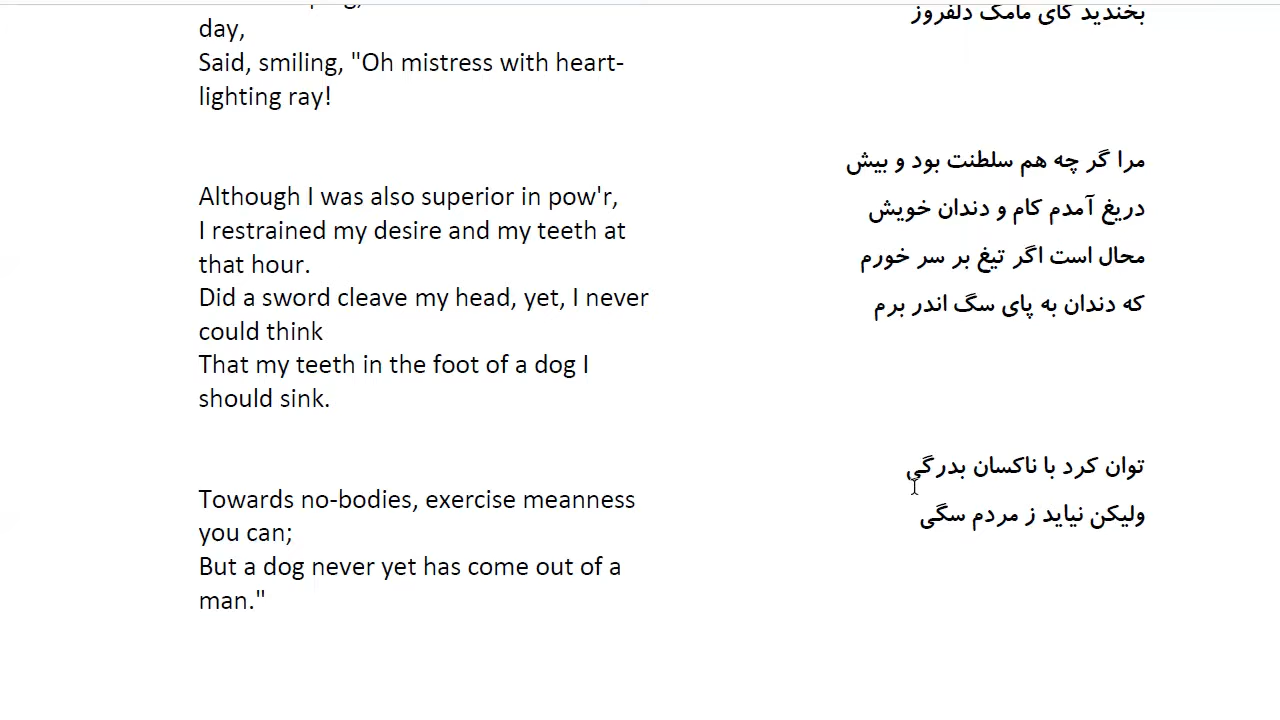 day,
Said, smiling, "Oh mistress with heart-
lighting ray!
Although I was also superior in pow'r,
I restrained my desire and my teeth at
that hour.
Did a sword cleave my head, yet, I never
could think
That my teeth in the foot of a dog I
should sink.
Towards no-bodies, exercise meanness
you can;
But a dog never yet has come out of a
man."
بخندید کای مامک دلفروز
مرا گر چه هم سلطنت بود و بیش
دریغ آمدم کام و دندان خویش
محال است اگر تیغ بر سر خورم
که دندان به پای سگ اندر برم
توان کرد با ناکسان بدرگی
ولیکن نیاید ز مردم سگی